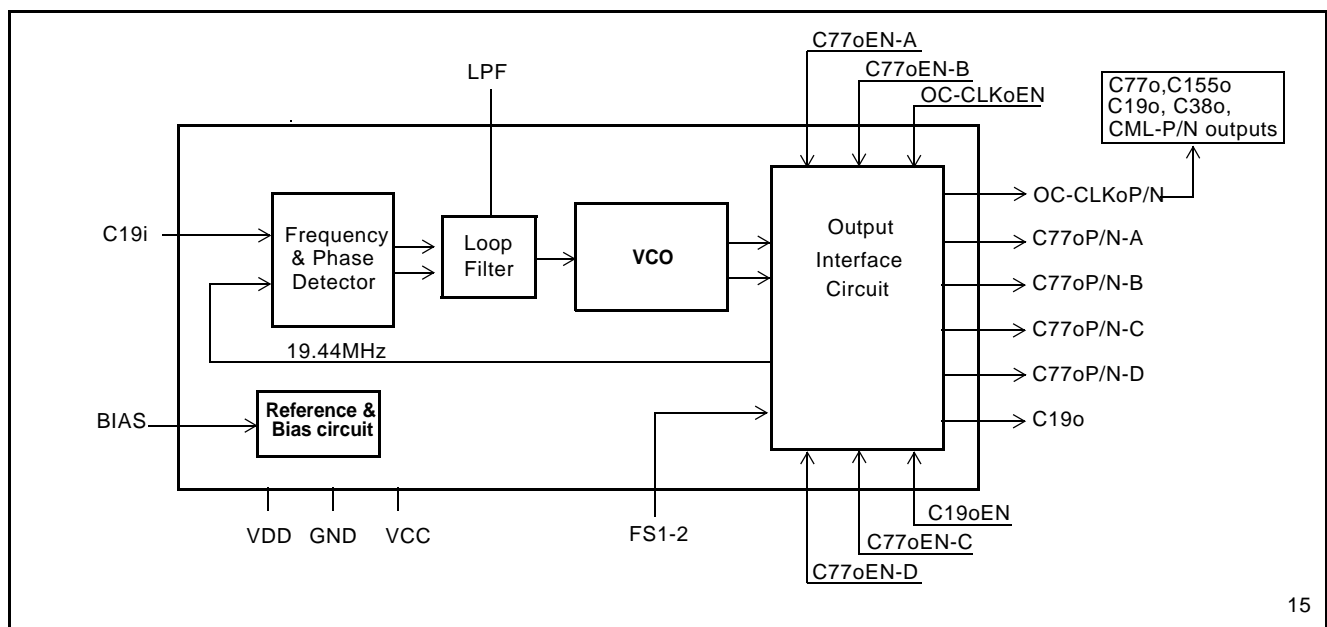 C77oEN-A
LPF
C77oEN-B
OC-CLKoEN
C77o,C155o
C19o, C38o,
CML-P/N outputs
OC-CLKoP/N
C19i
Frequency
& Phase
Detector
Loop
Filter
VCO
Output
Interface
Circuit
C77oP/N-A
C77oP/N-B
C77oP/N-C
19.44MHz
C77oP/N-D
BIAS
Reference &
Bias circuit
C19o
VDD
GND
VCC
FS1-2
C19oEN
C77oEN-C
C77oEN-D
15